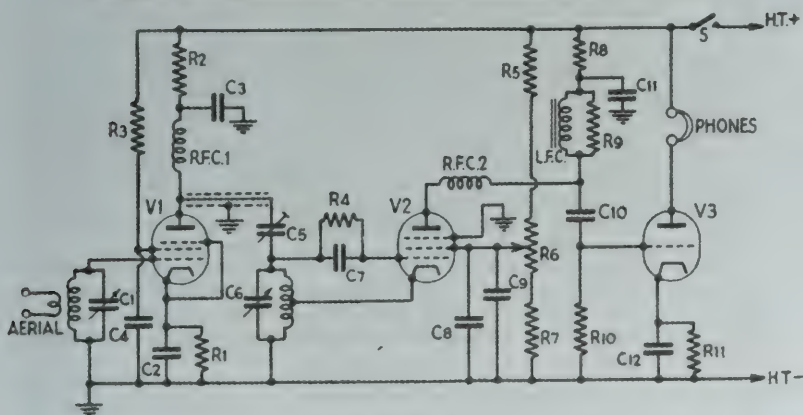 H.T.+
S
R2
R5
R8
C3
C11
R3
R.F.C.1
L.F.C.
R9
PHONES
R.F.C.2
V1
R4
V2
V3
C5
C10
C7
R6
C1
C6
C9
AERIAL
C4
C2
R1
C8
R7
R10
C12
R11
H.T-